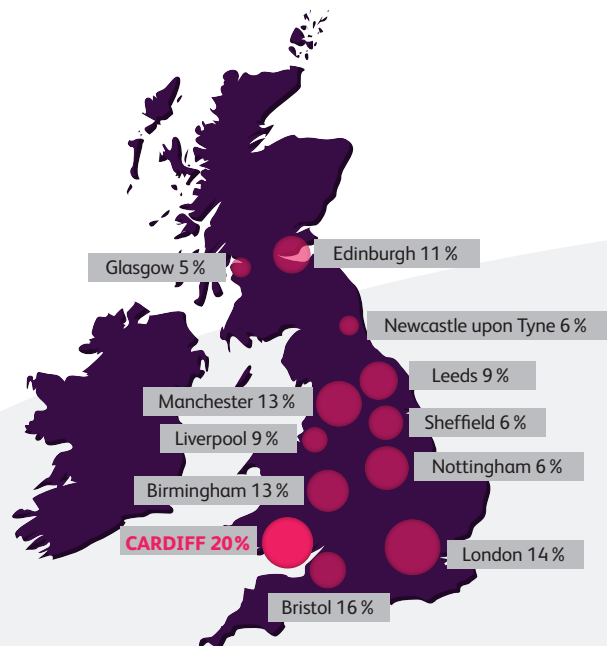 Edinburgh 11 %
Glasgow 5 %
Newcastle upon Tyne 6 %
Leeds 9 %
Manchester 13 %
Sheffield 6 %
Liverpool 9 %
Nottingham 6 %
Birmingham 13 %
CARDIFF 20 %
London 14 %
Bristol 16 %